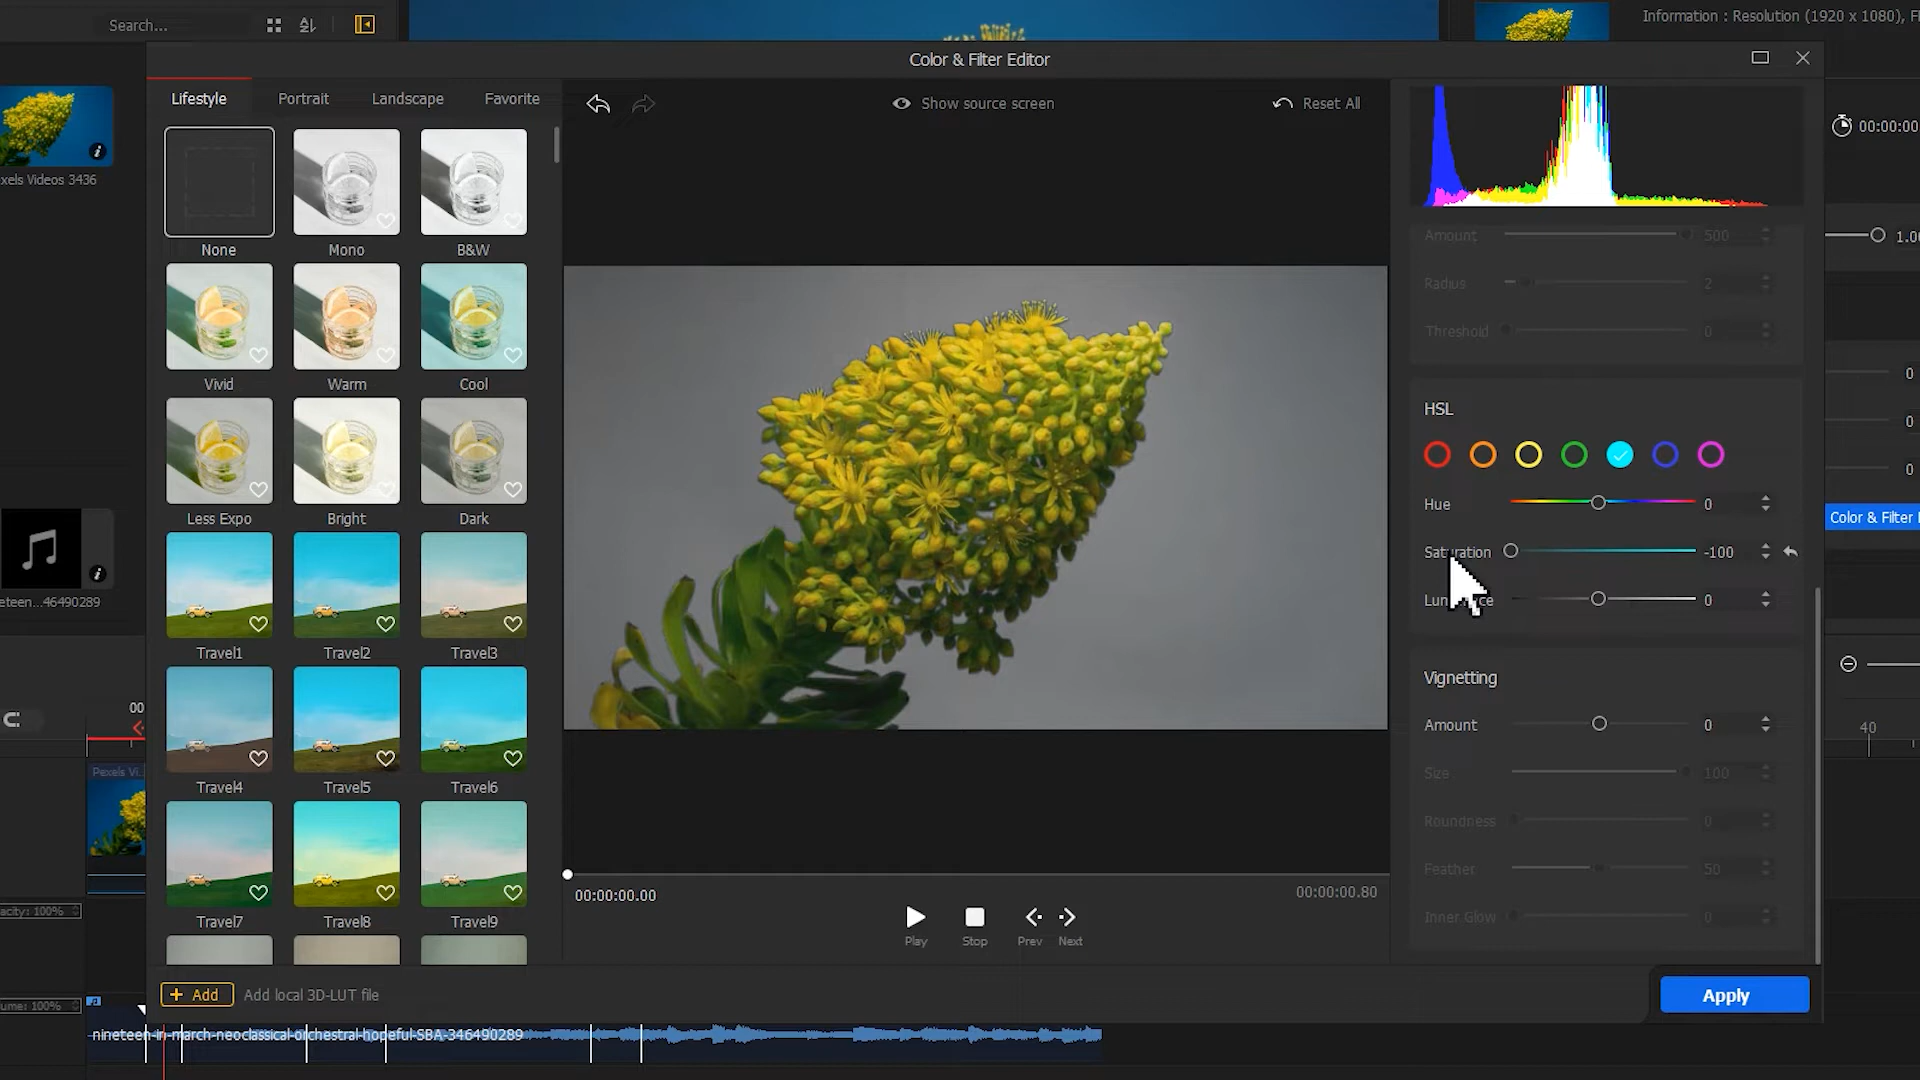 Search...
Information : Resolution (1920 x 1080), F
Color & Filter Editor
Lifestyle
Portrait
Landscape
Favorite
Show source screen
Reset All
00:00:00
xels Videos 3436
None
Mono
B&W
Amount
500
1.0
Radius
2
Threshold
0
Vivid
Warm
Cool
0
HSL
0
0
Less Expo
Bright
Dark
Hue
0
Color & Filter
Saturation
-100
0
eteen...46490289
Travel1
Travel2
Travel3
Vignetting
00
Amount
0
40
Pexels Vi..
Size
100
Travel4
Travel5
Travel6
Roundness
0
Feather
50
00:00:00.00
00:00:00.80
acity: 100%
Travel7
Travel8
Travel9
Inner Glow
0
Play
Stop
Prev
Next
Add
Add local 3D-LUT file
Apply
ume: 100%
nineteen-in-march-neoclassical-orchestral-hopeful-SBA-346490289